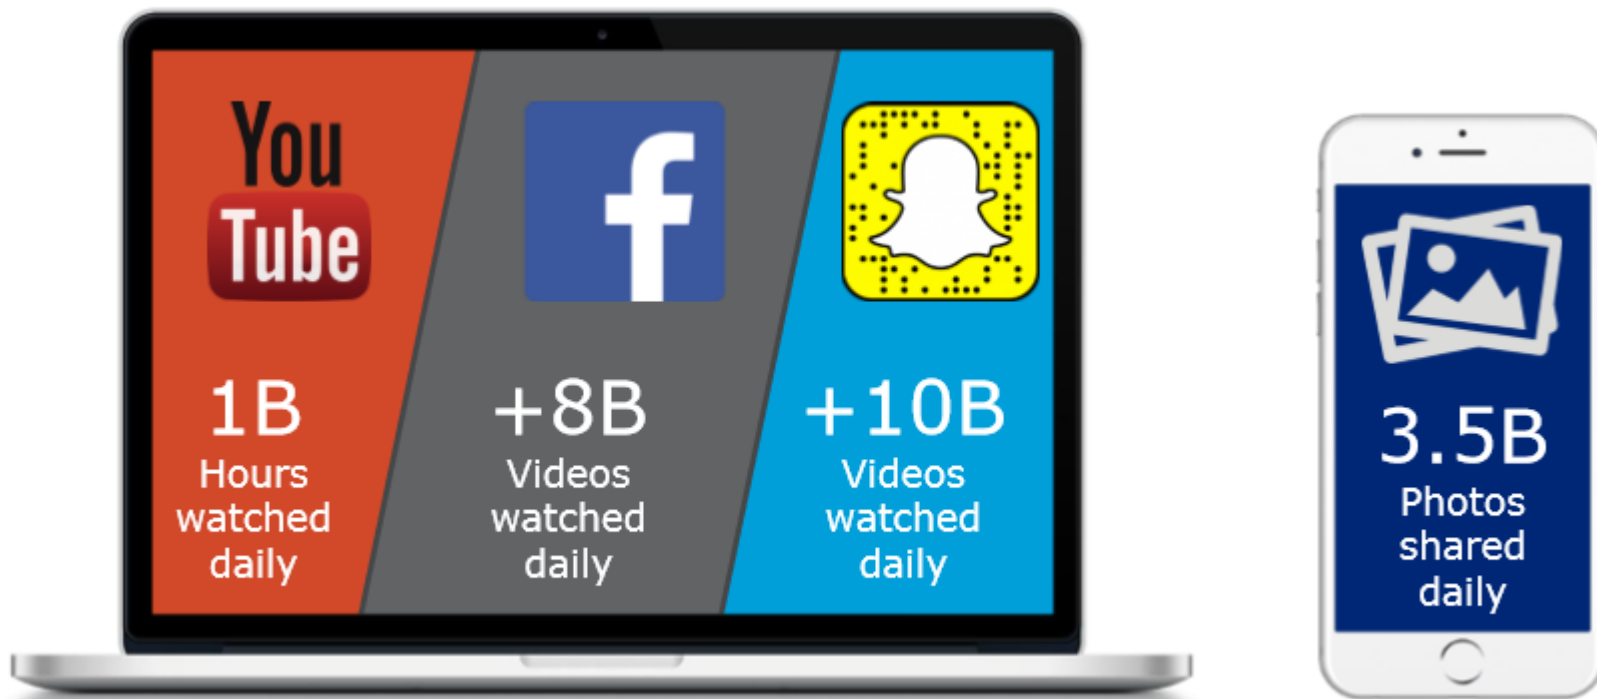 You
Tube
1B
Hours
watched
daily
+8B
Videos
watched
daily
+10B
Videos
watched
daily
3.5B
Photos
shared
daily